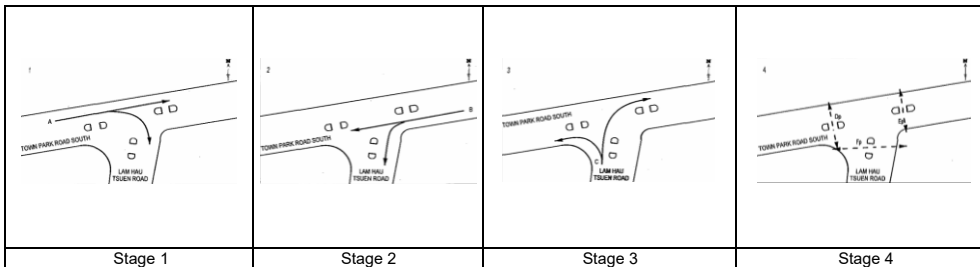 1
N
A
TOWN PARK ROAD SOUTH
LAM HAU
TSUEN ROAD
2
N
B
TOWN PARK ROAD SOUTH
LAM HAU
TSUEN ROAD
3
N
TOWN PARK ROAD SOUTH
C
LAM HAU
TSUEN ROAD
4
N
Dp
TOWN PARK ROAD SOUTH
Fp
LAM HAU
TSUEN ROAD
Stage 1
Stage 2
Stage 3
Stage 4